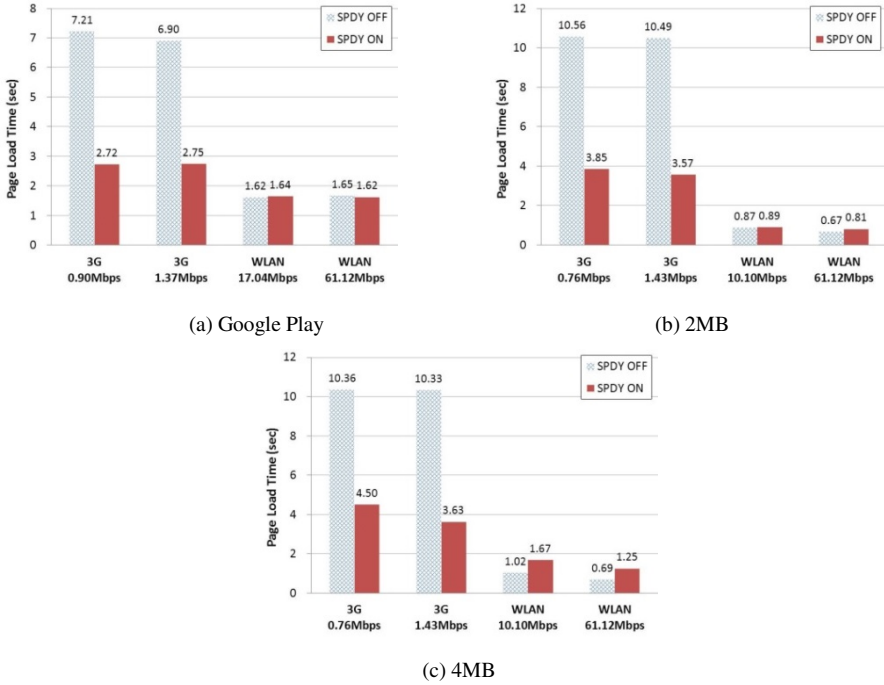 8
7
6
5
4
3
2
1
0
Page Load Time (sec)
7.21
6.90
2.72
2.75
1.62
1.64
1.65
1.62
SPDY OFF
SPDY ON
3G
0.90Mbps
3G
1.37Mbps
WLAN
17.04Mbps
WLAN
61.12Mbps
(a) Google Play
12
10
8
6
4
2
0
Page Load Time (sec)
10.56
10.49
3.85
3.57
0.87
0.89
0.67
0.81
SPDY OFF
SPDY ON
3G
0.76Mbps
3G
1.43Mbps
WLAN
10.10Mbps
WLAN
61.12Mbps
(b) 2MB
12
10
8
6
4
2
0
Page Load Time (sec)
10.36
10.33
4.50
3.63
1.02
1.67
0.69
1.25
SPDY OFF
SPDY ON
3G
0.76Mbps
3G
1.43Mbps
WLAN
10.10Mbps
WLAN
61.12Mbps
(c) 4MB